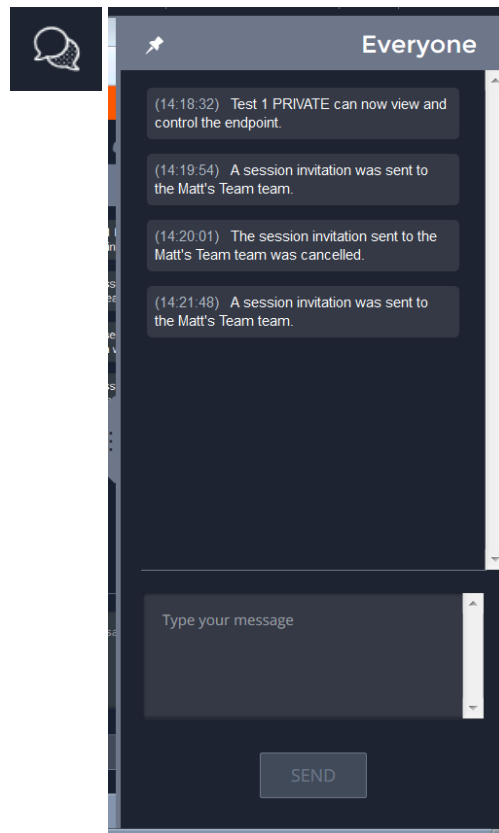 Everyone
(14:18:32) Test 1 PRIVATE can now view and
control the endpoint.
(14:19:54) A session invitation was sent to
the Matt's Team team.
(14:20:01) The session invitation sent to the
Matt's Team team was cancelled.
(14:21:48) A session invitation was sent to
the Matt's Team team.
Type your message
SEND